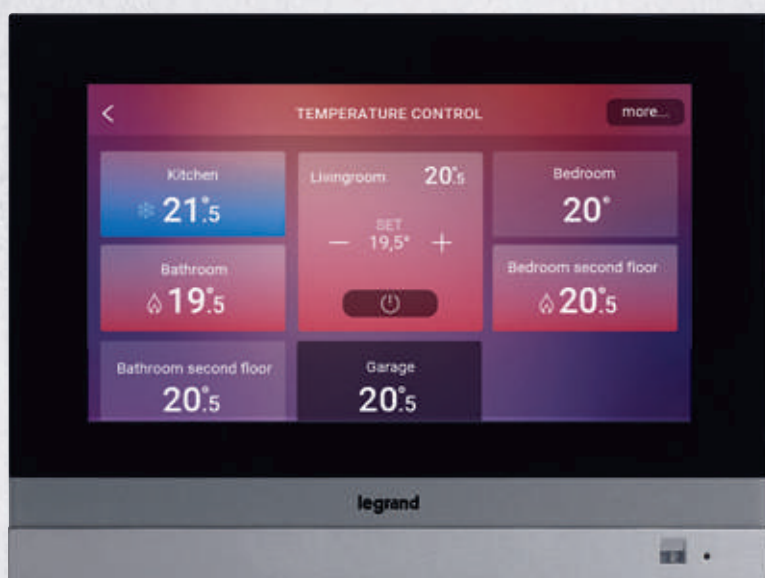 TEMPERATURE CONTROL
more...
Kitchen
21°.5
Livingroom 20°.5
SET
— 19,5° +
Bedroom
20°
Bathroom
19°.5
Bedroom second floor
20°.5
Bathroom second floor
20°.5
Garage
20°.5
legrand